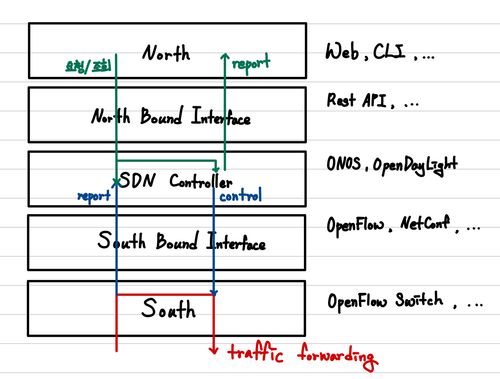 North
Web, CLI, ...
요청/조회
report
North Bound Interface
Rest API, ...
SDN Controller
ONOS, OpenDayLight
report
control
South Bound Interface
OpenFlow, NetConf, ...
South
OpenFlow Switch, ...
traffic forwarding